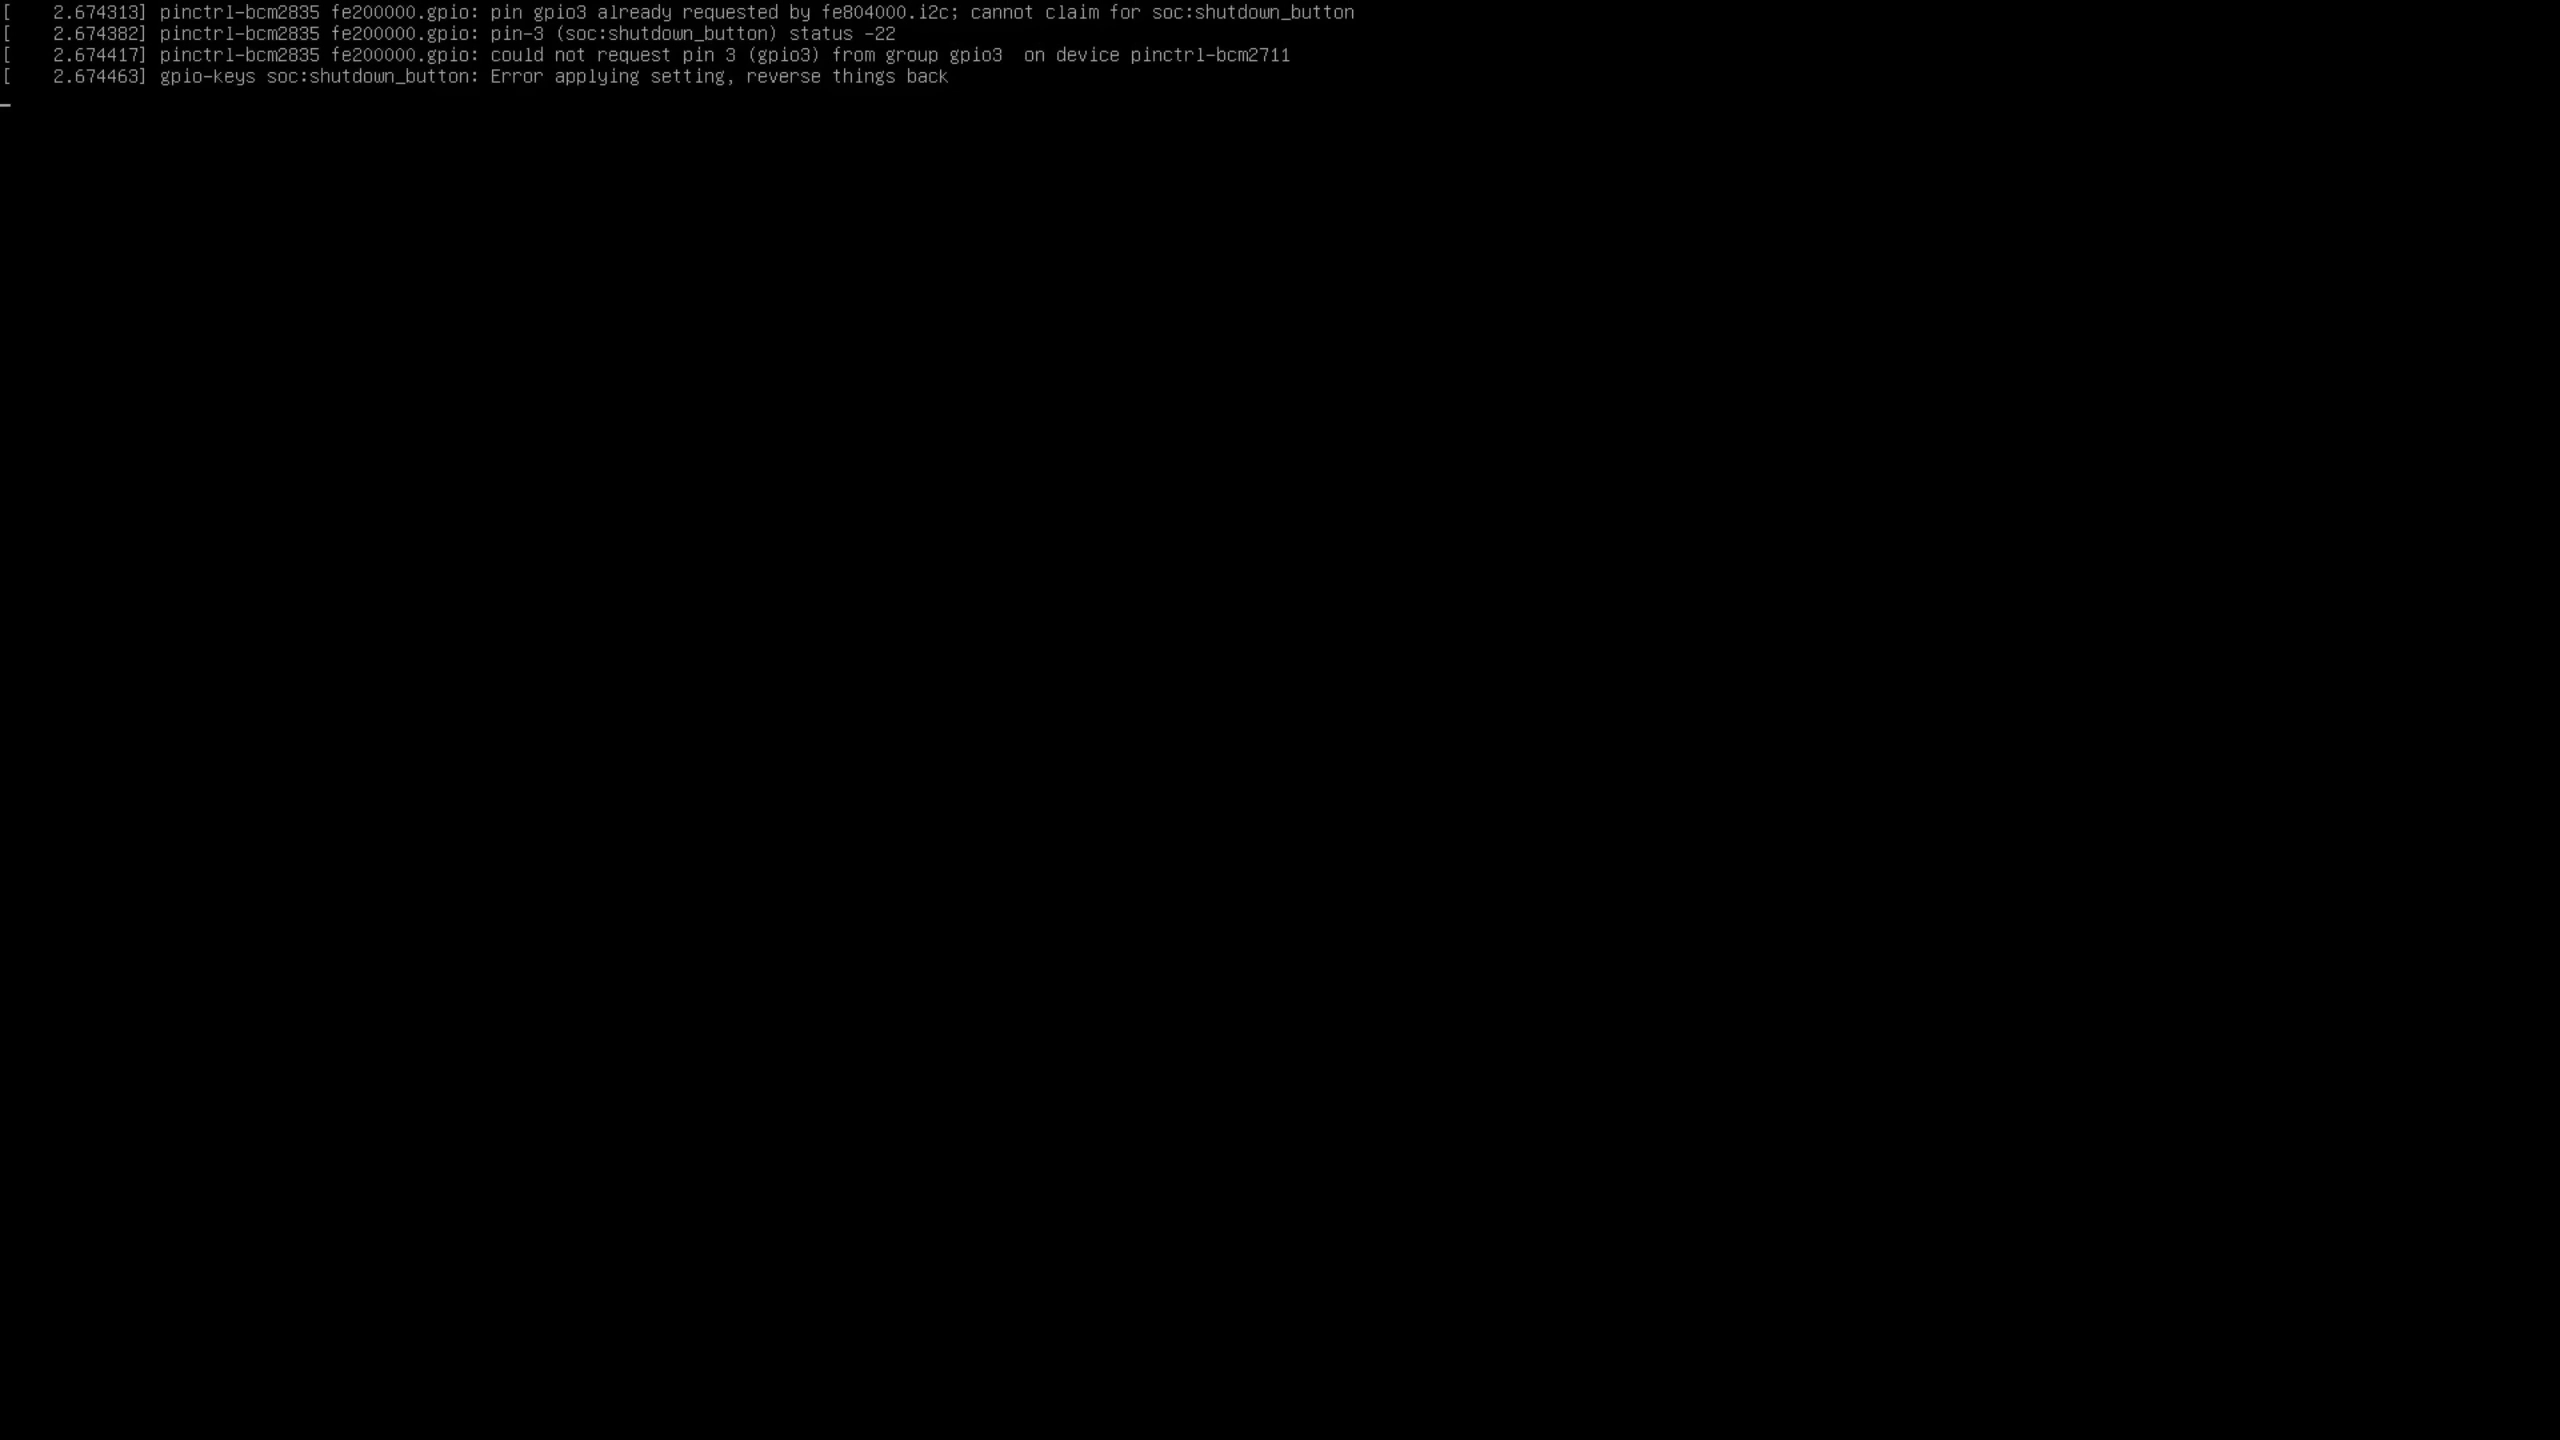 [    2.674313] pinctrl-bcm2835 fe200000.gpio: pin gpio3 already requested by fe804000.i2c; cannot claim for soc:shutdown_button
[    2.674382] pinctrl-bcm2835 fe200000.gpio: pin-3 (soc:shutdown_button) status -22
[    2.674417] pinctrl-bcm2835 fe200000.gpio: could not request pin 3 (gpio3) from group gpio3  on device pinctrl-bcm2711
[    2.674463] gpio-keys soc:shutdown_button: Error applying setting, reverse things back